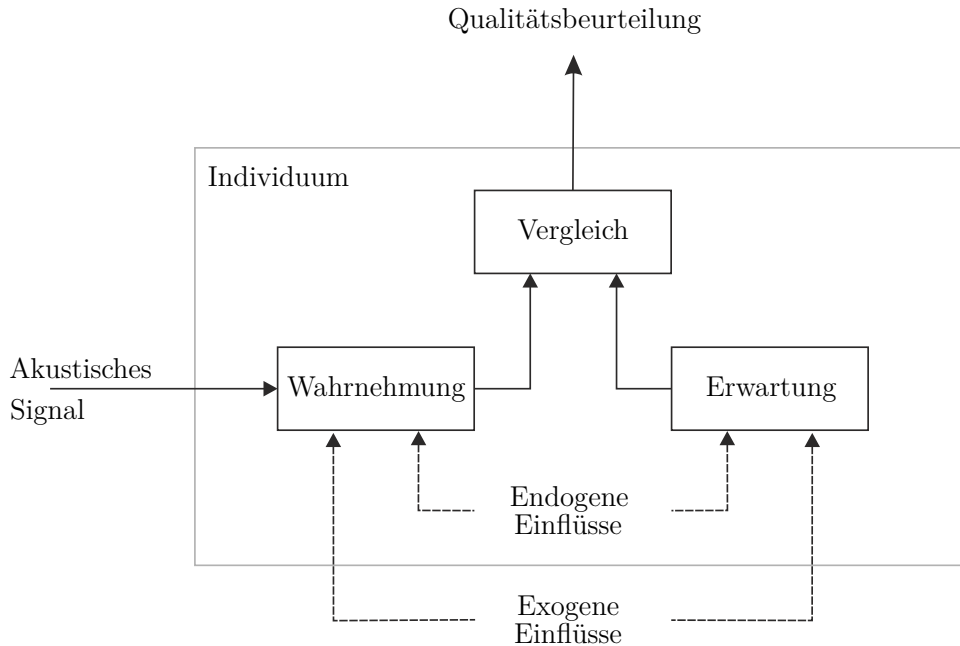 Qualitätsbeurteilung
Individuum
Vergleich
Akustisches
Signal
Wahrnehmung
Erwartung
Endogene
Einflüsse
Exogene
Einflüsse